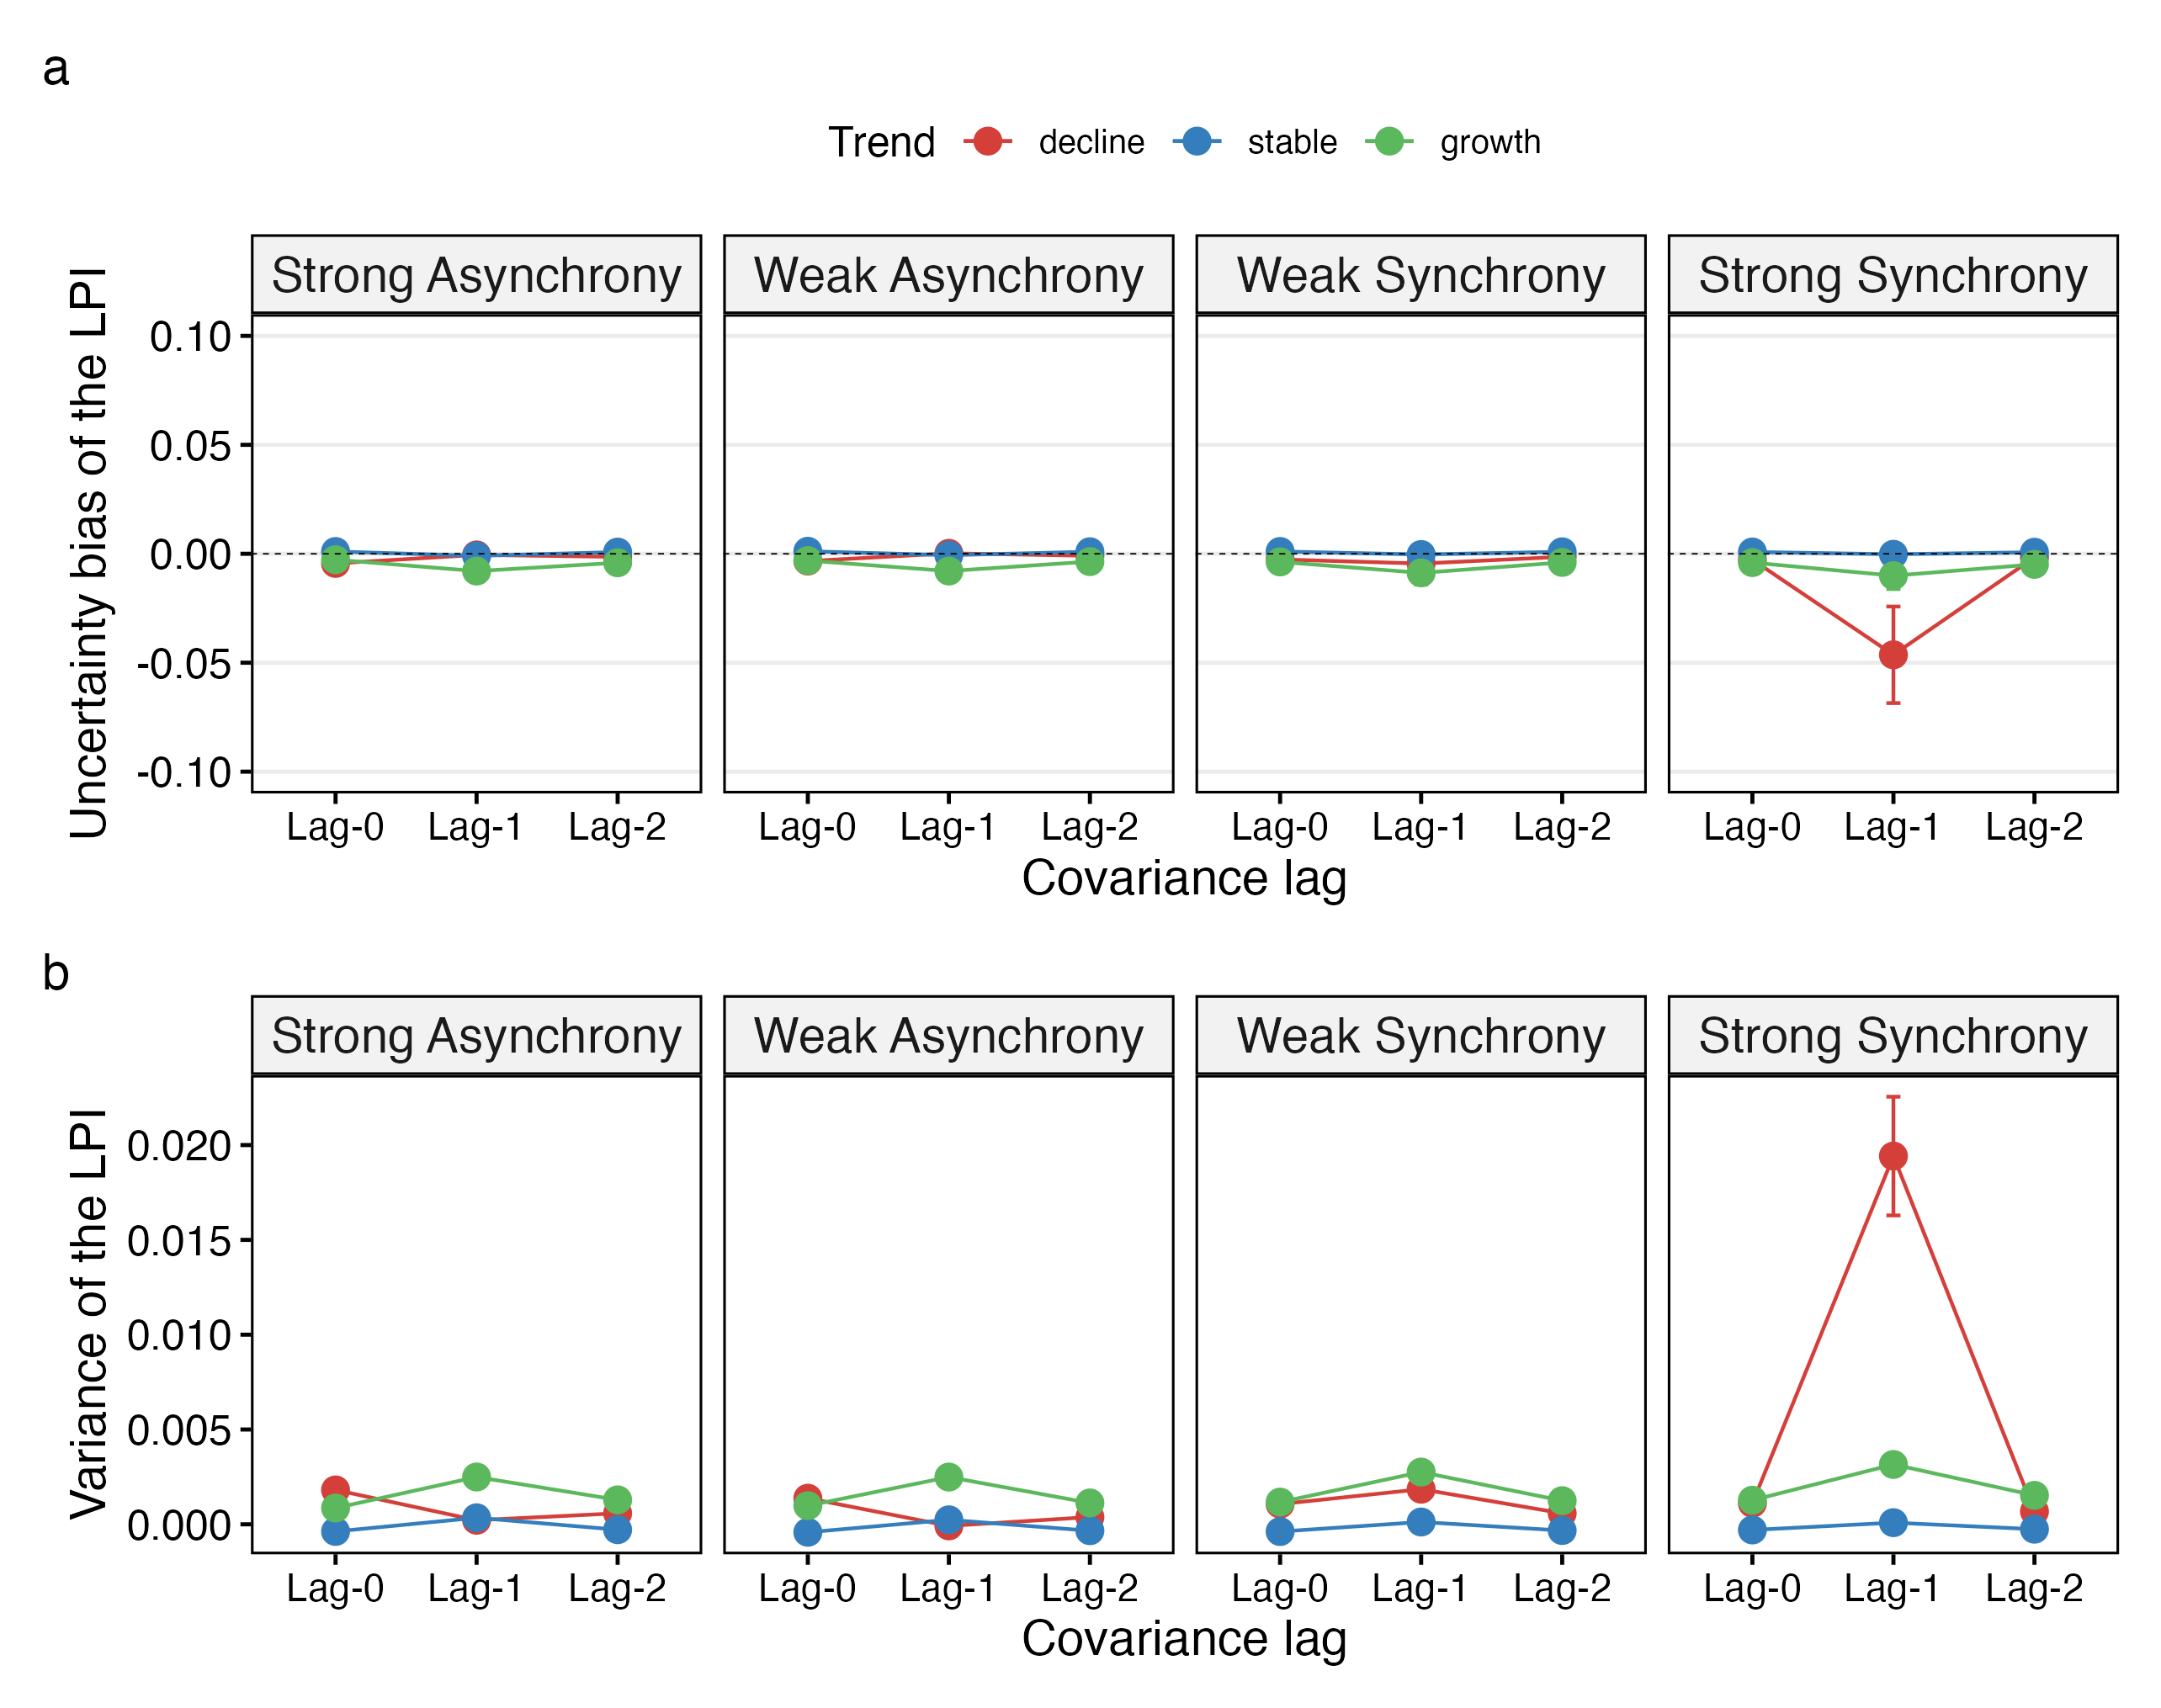 a
Trend decline stable growth
Strong Asynchrony Weak Asynchrony Weak Synchrony Strong Synchrony
Uncertainty bias of the LPI
0.10
0.05
0.00
-0.05
-0.10
Lag-0 Lag-1 Lag-2 Lag-0 Lag-1 Lag-2 Lag-0 Lag-1 Lag-2 Lag-0 Lag-1 Lag-2
Covariance lag
b
Strong Asynchrony Weak Asynchrony Weak Synchrony Strong Synchrony
Variance of the LPI
0.020
0.015
0.010
0.005
0.000
Lag-0 Lag-1 Lag-2 Lag-0 Lag-1 Lag-2 Lag-0 Lag-1 Lag-2 Lag-0 Lag-1 Lag-2
Covariance lag